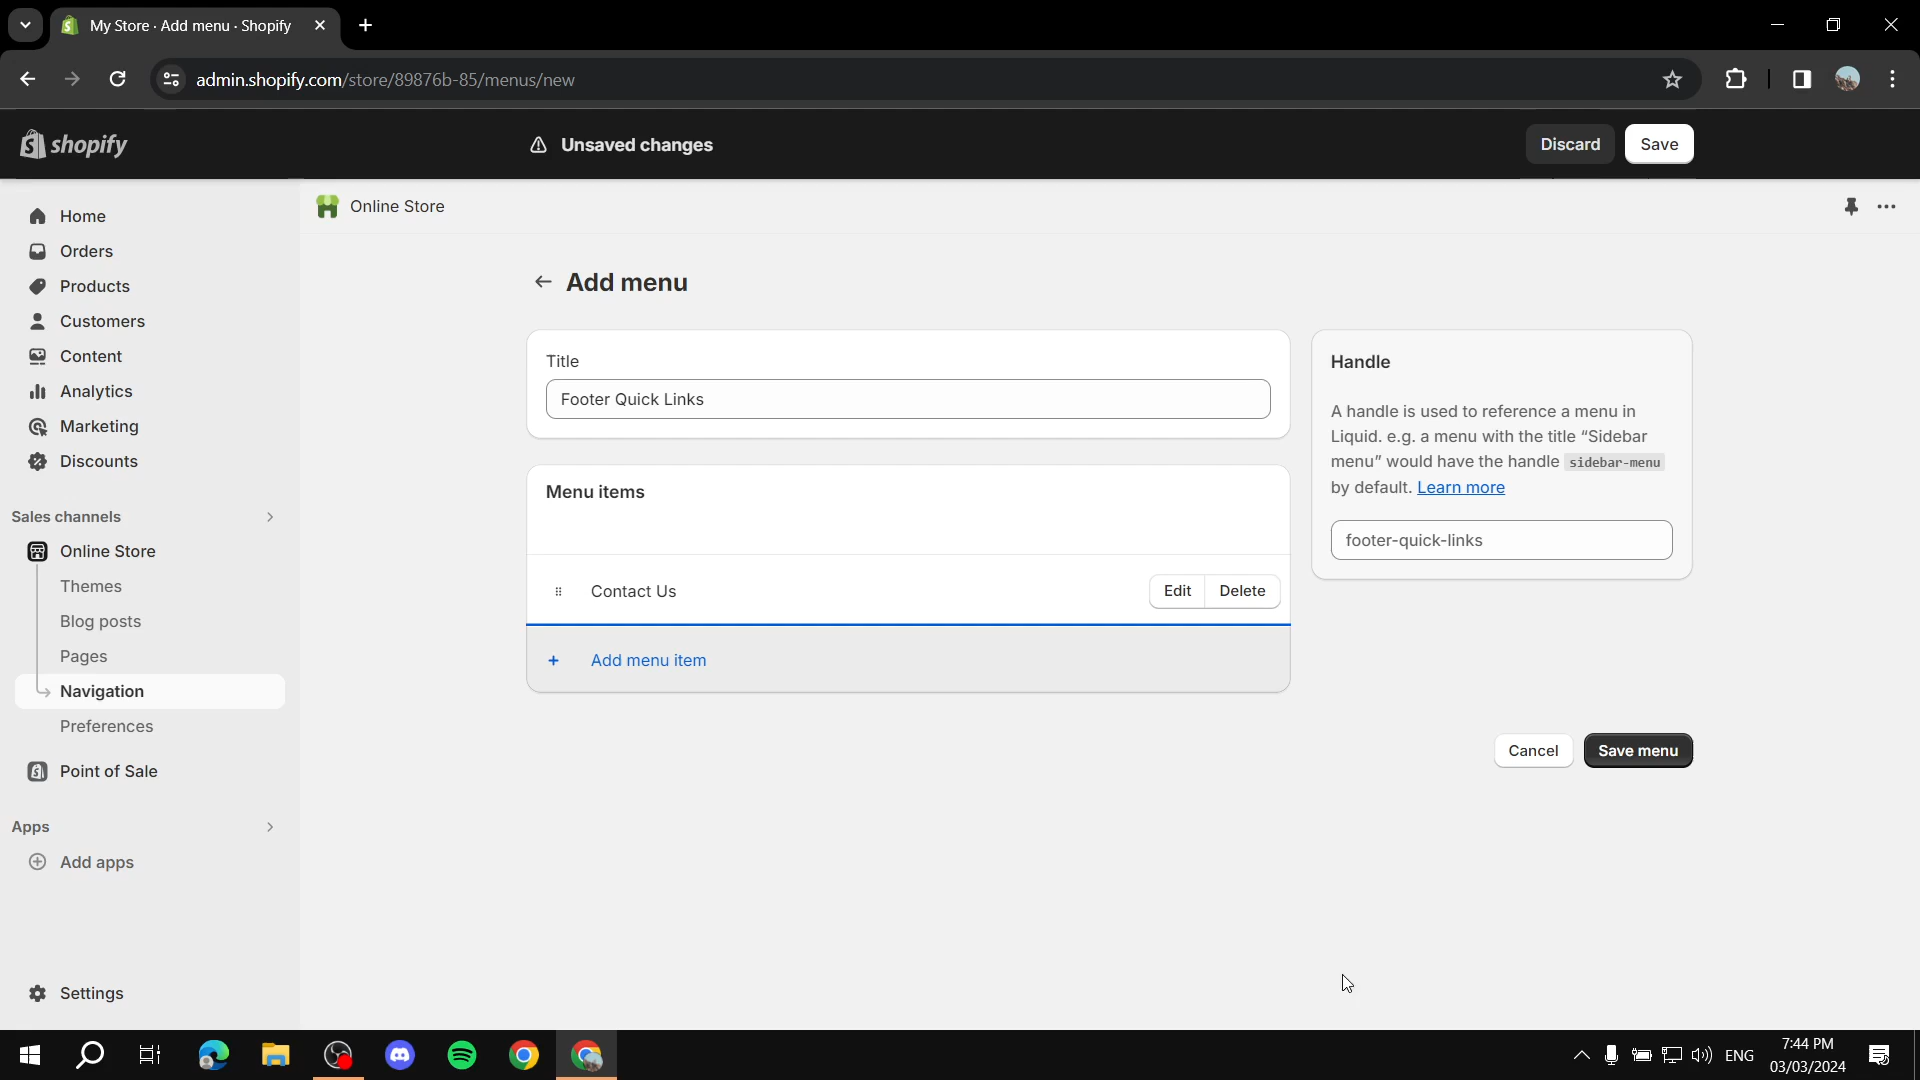 My Store · Add menu · Shopify
admin.shopify.com/store/89876b-85/menus/new
shopify
Unsaved changes
Discard
Save
Home
Orders
Products
Customers
Content
Analytics
Marketing
Discounts
Sales channels
Online Store
Themes
Blog posts
Pages
Navigation
Preferences
Point of Sale
Apps
Add apps
Settings
Online Store
Add menu
Title
Footer Quick Links
Menu items
Contact Us
Edit
Delete
Add menu item
Handle
A handle is used to reference a menu in
Liquid. e.g. a menu with the title “Sidebar
menu” would have the handle sidebar-menu
by default. Learn more
footer-quick-links
Cancel
Save menu
ENG
7:44 PM
03/03/2024